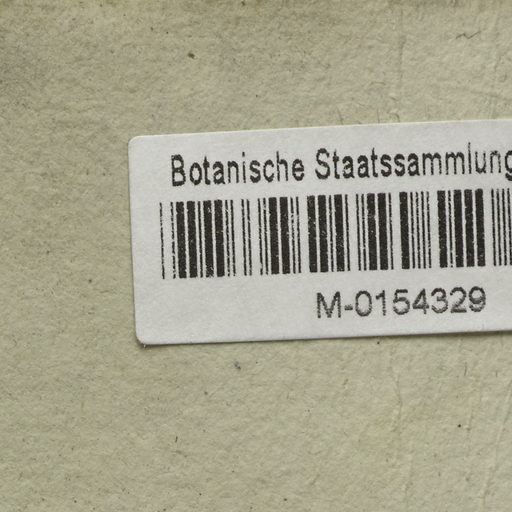 Botanische Staatssammlung
M-0154329